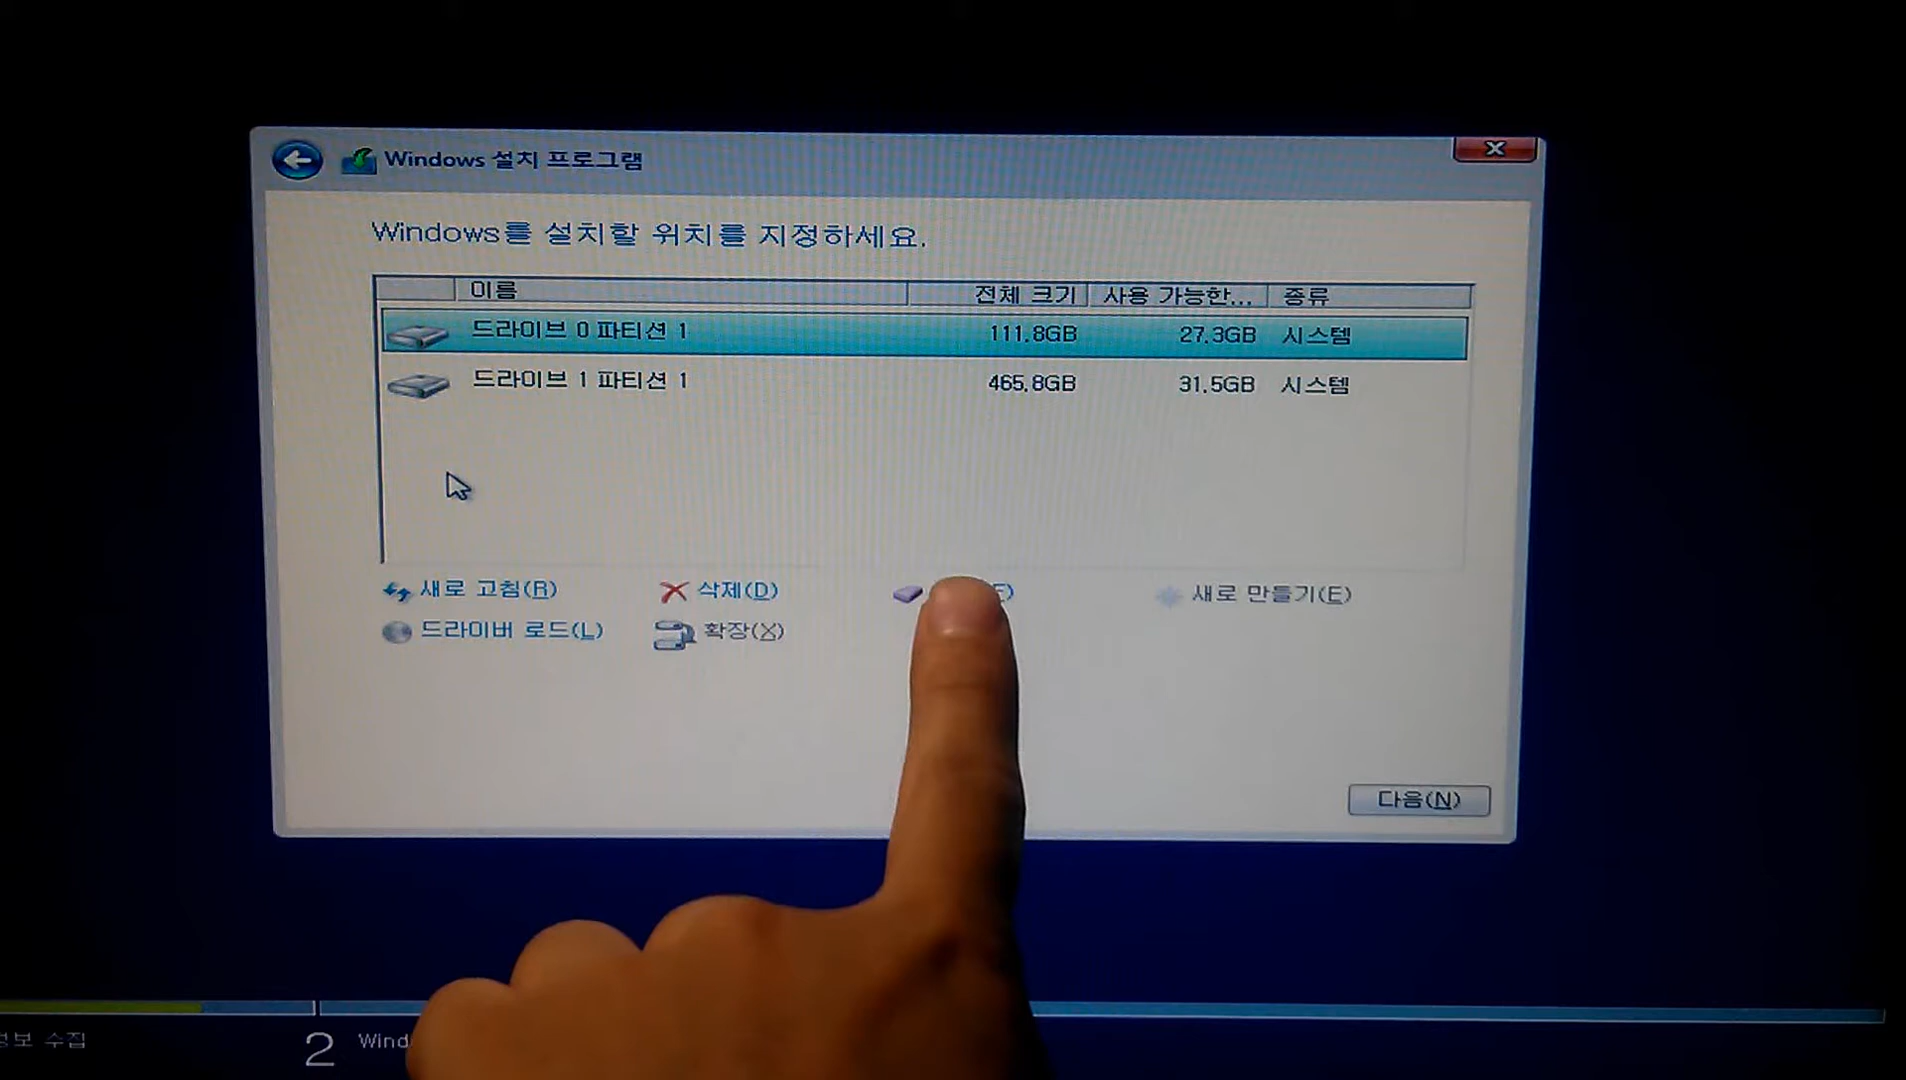 Windows 설치 프로그램
Windows를 설치할 위치를 지정하세요.
이름 전체 크기 사용 가능한... 종류
드라이브 0 파티션 1 111.8GB 27.3GB 시스템
드라이브 1 파티션 1 465.8GB 31.5GB 시스템
새로 고침(R) 삭제(D) 새로 만들기(E)
드라이버 로드(L) 확장(X)
다음(N)
수집
2 Wind